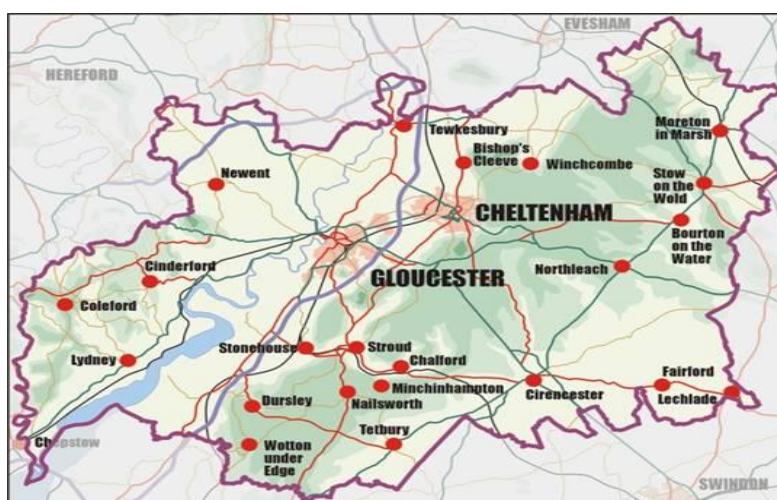 EVESHAM
HEREFORD
Tewkesbury
Moreton
in Marsh
Bishop's
Cleeve
Winchcombe
Newent
Stow
on the
Wold
CHELTENHAM
Bourton
on the
Water
Cinderford
GLOUCESTER
Northleach
Coleford
Stonehouse
Stroud
Lydney
Chalford
Minchinhampton
Fairford
Dursley
Nailsworth
Cirencester
Lechlade
Tetbury
Chepstow
Wotton
under
Edge
SWINDON